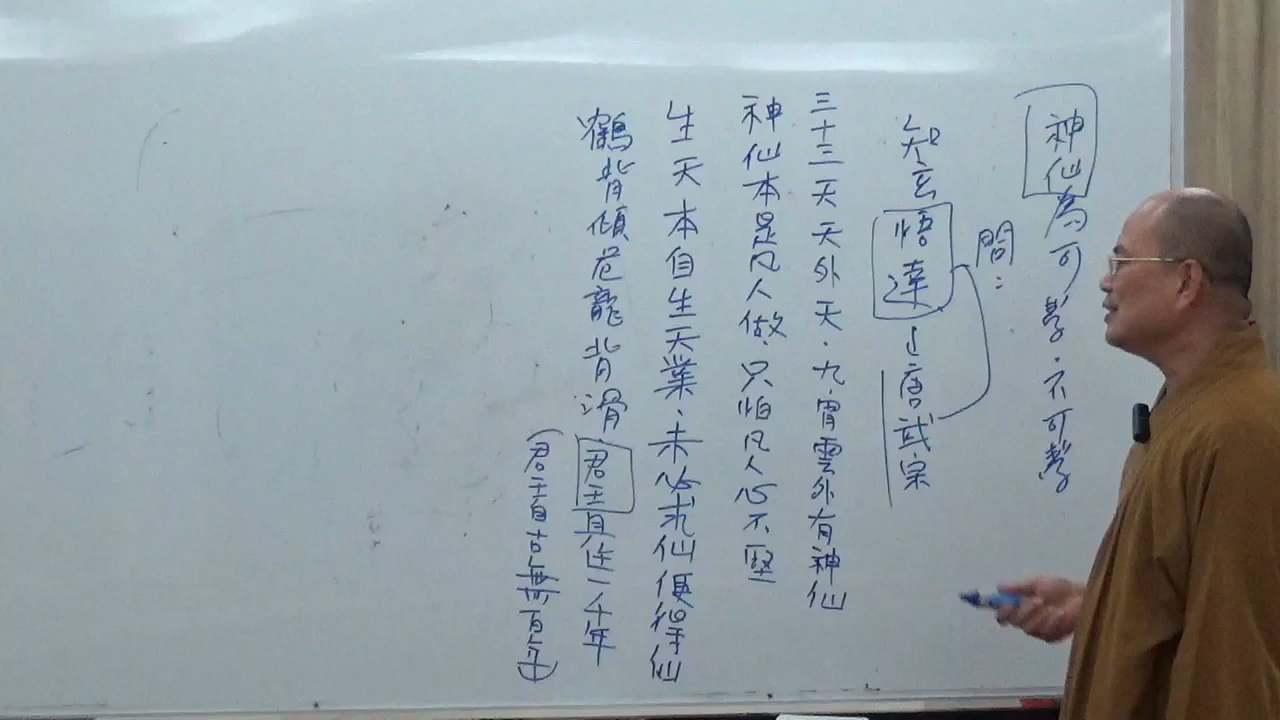 神仙為可學、不可學
問：
智玄悟達 唐武宗
三十三天天外天、九霄雲外有神仙
神仙本是凡人做、只怕凡人心不堅
生天本自生天業、未必求仙便得仙
鶴背傾危龍背滑、君王且住一千年
(君王自古無百年)